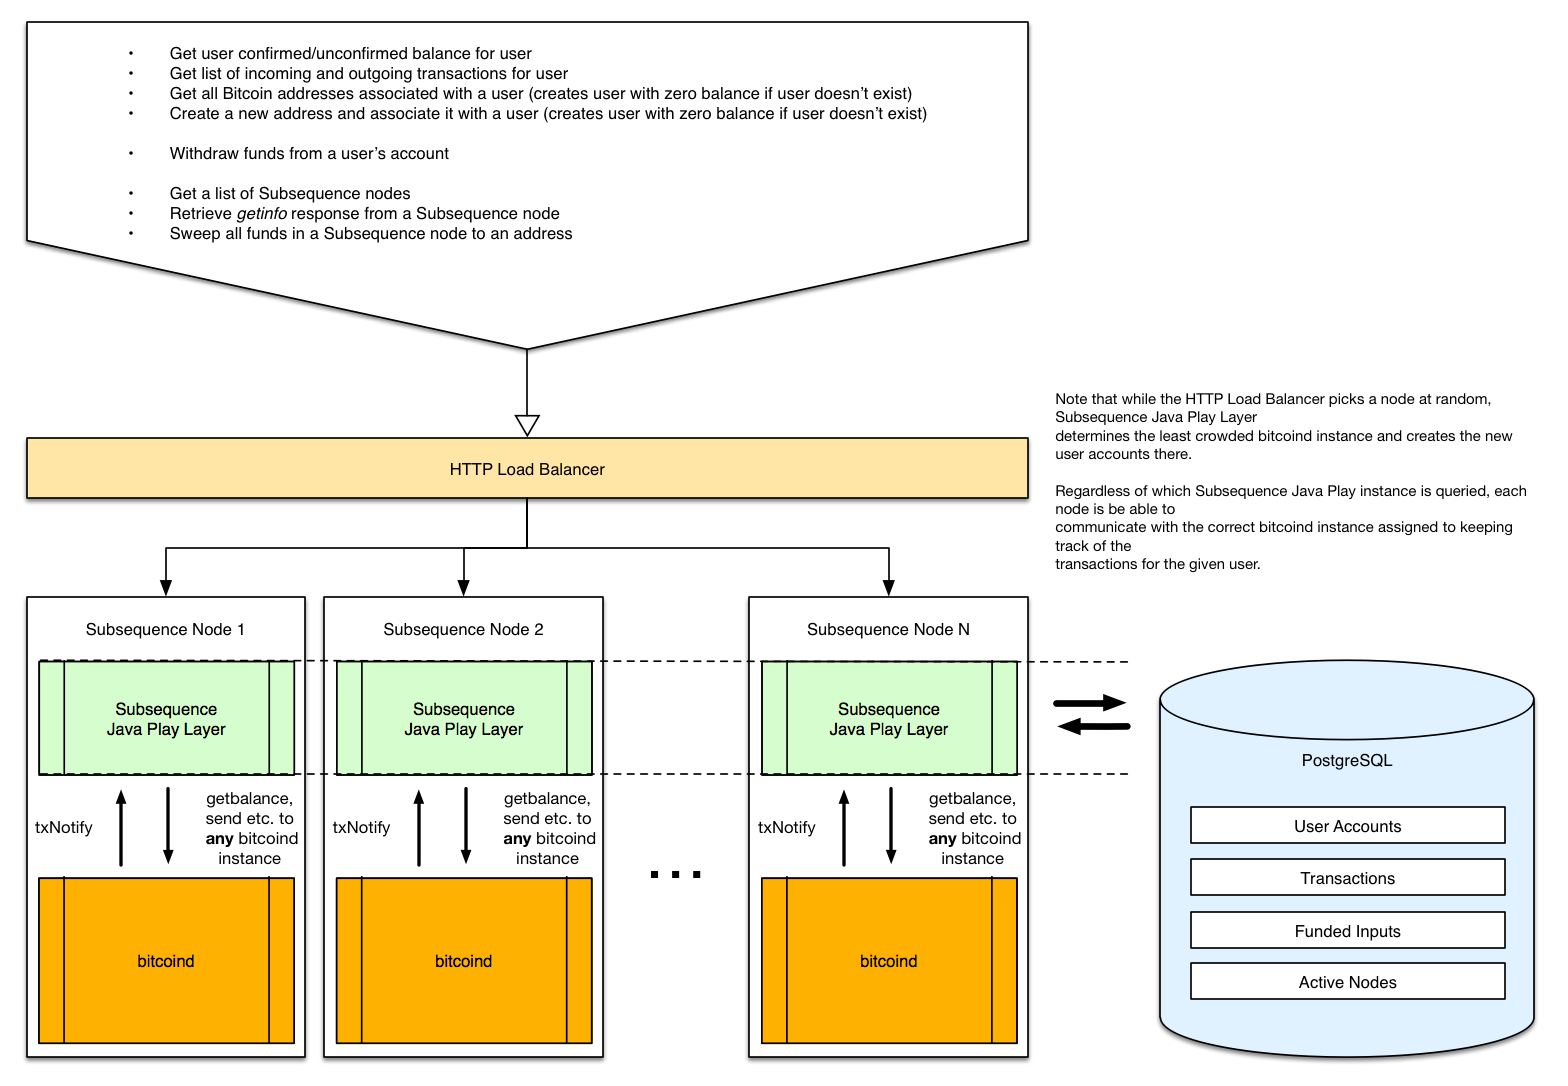 • Get user confirmed/unconfirmed balance for user
• Get list of incoming and outgoing transactions for user
• Get all Bitcoin addresses associated with a user (creates user with zero balance if user doesn't exist)
• Create a new address and associate it with a user (creates user with zero balance if user doesn't exist)
• Withdraw funds from a user's account
• Get a list of Subsequence nodes
• Retrieve getinfo response from a Subsequence node
• Sweep all funds in a Subsequence node to an address
Note that while the HTTP Load Balancer picks a node at random,
Subsequence Java Play Layer
determines the least crowded bitcoind instance and creates the new
user accounts there.
Regardless of which Subsequence Java Play instance is queried, each
node is be able to
communicate with the correct bitcoind instance assigned to keeping
track of the
transactions for the given user.
HTTP Load Balancer
Subsequence Node 1
Subsequence
Java Play Layer
txNotify
getbalance,
send etc. to
any bitcoind
instance
bitcoind
Subsequence Node 2
Subsequence
Java Play Layer
txNotify
getbalance,
send etc. to
any bitcoind
instance
bitcoind
...
Subsequence Node N
Subsequence
Java Play Layer
txNotify
getbalance,
send etc. to
any bitcoind
instance
bitcoind
PostgreSQL
User Accounts
Transactions
Funded Inputs
Active Nodes